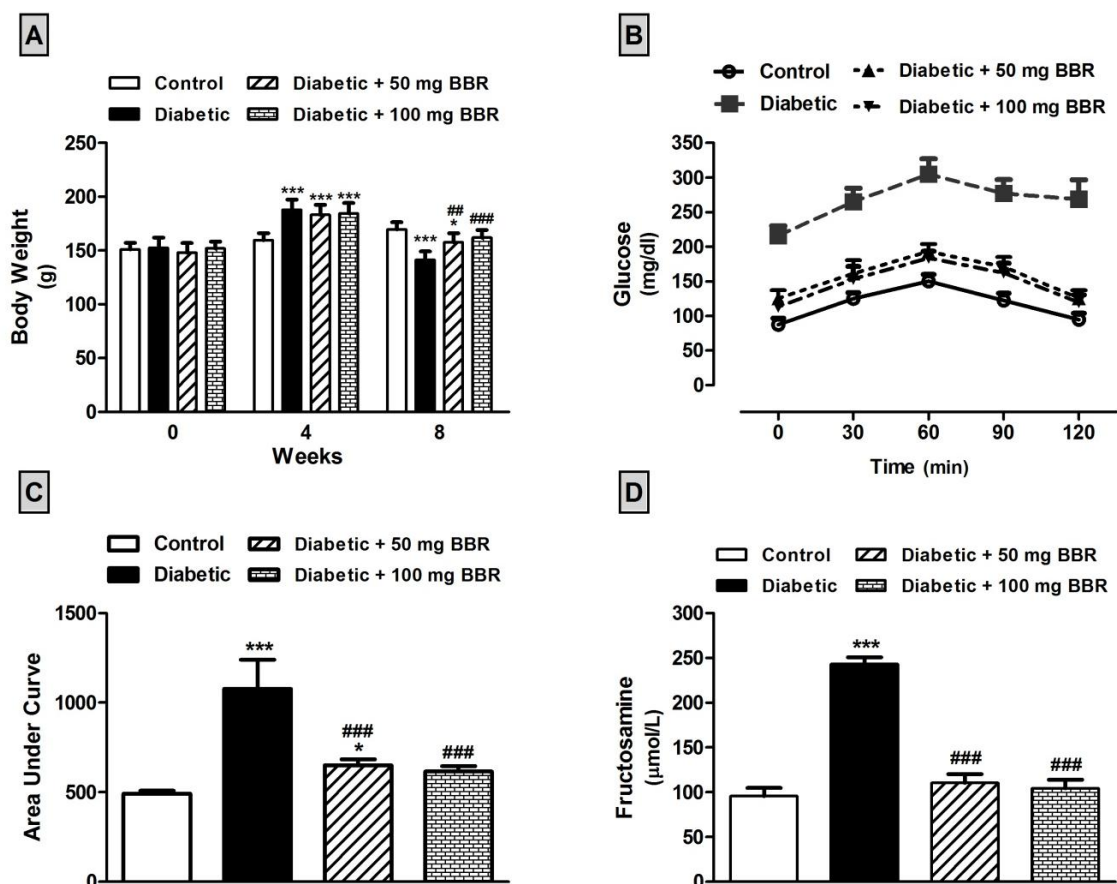 A
Control Diabetic + 50 mg BBR
Diabetic Diabetic + 100 mg BBR
Body Weight
(g)
250
200
150
100
50
0
*** *** ***
*** ## * ###
0 4 8
Weeks
B
Control Diabetic + 50 mg BBR
Diabetic Diabetic + 100 mg BBR
Glucose
(mg/dl)
350
300
250
200
150
100
50
0
0 30 60 90 120
Time (min)
C
Control Diabetic + 50 mg BBR
Diabetic Diabetic + 100 mg BBR
Area Under Curve
1500
1000
500
0
***
###
*
###
D
Control Diabetic + 50 mg BBR
Diabetic Diabetic + 100 mg BBR
Fructosamine
(μmol/L)
300
250
200
150
100
50
0
***
### ###